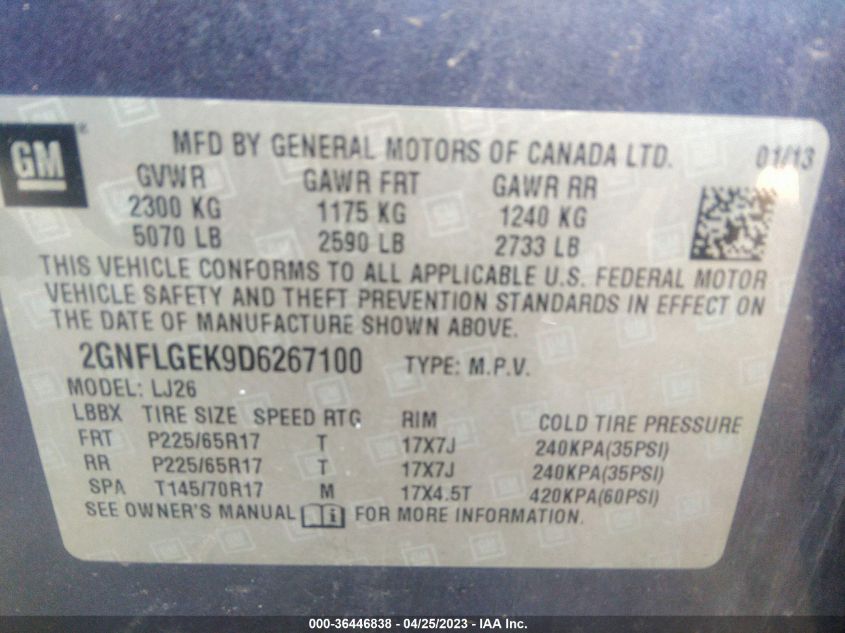 GM®
MFD BY GENERAL MOTORS OF CANADA LTD. 01/13
GVWR GAWR FRT GAWR RR
2300 KG 1175 KG 1240 KG
5070 LB 2590 LB 2733 LB
THIS VEHICLE CONFORMS TO ALL APPLICABLE U.S. FEDERAL MOTOR
VEHICLE SAFETY AND THEFT PREVENTION STANDARDS IN EFFECT ON
THE DATE OF MANUFACTURE SHOWN ABOVE.
2GNFLGEK9D6267100 TYPE: M.P.V.
MODEL: LJ26
LBBX TIRE SIZE SPEED RTG RIM COLD TIRE PRESSURE
FRT P225/65R17 T 17X7J 240KPA(35PSI)
RR P225/65R17 T 17X7J 240KPA(35PSI)
SPA T145/70R17 M 17X4.5T 420KPA(60PSI)
SEE OWNER'S MANUAL i FOR MORE INFORMATION.
000-36446838 - 04/25/2023 - IAA Inc.